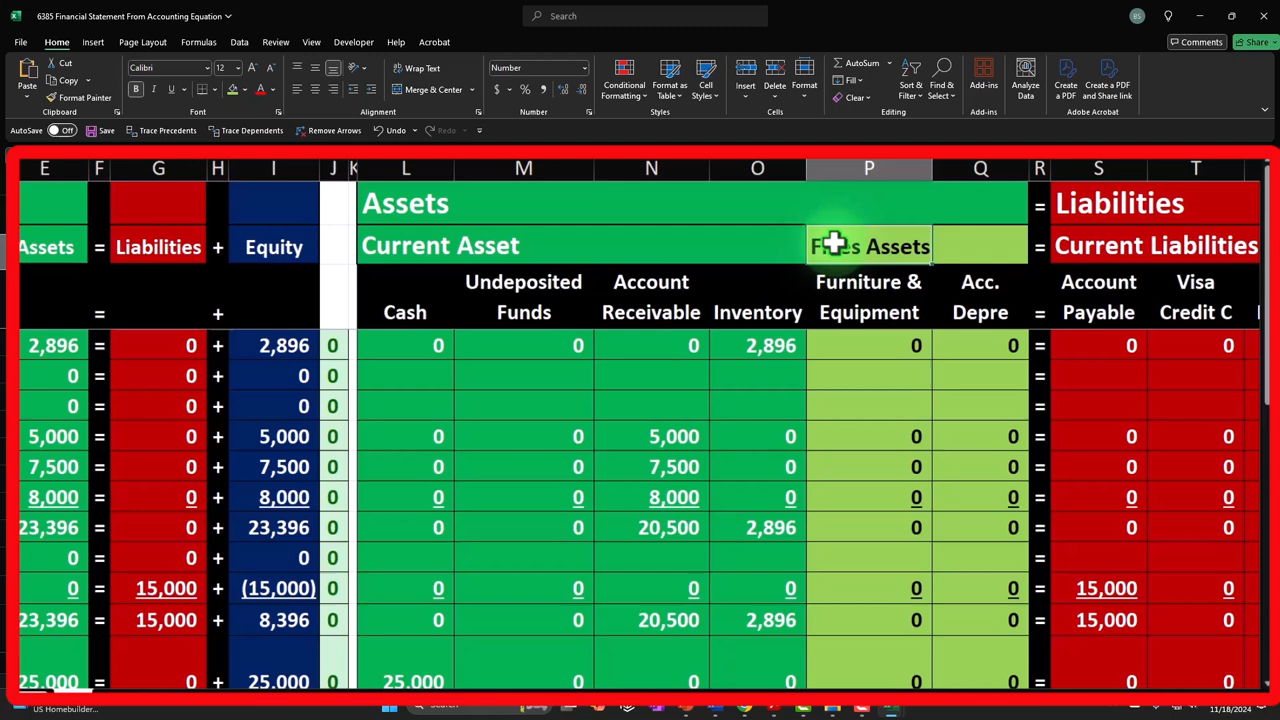 6385 Financial Statement From Accounting Equation
Search
BS
File Home Insert Page Layout Formulas Data Review View Developer Help Acrobat
Comments Share
Paste
Cut
Copy
Format Painter
Clipboard
Calibri 12
B I U
Font
Wrap Text
Merge & Center
Alignment
Number
$ % ,
Number
Conditional Formatting
Format as Table
Cell Styles
Styles
Insert Delete Format
Cells
AutoSum
Fill
Clear
Sort & Filter
Find & Select
Editing
Add-ins
Add-ins
Analyze Data
Create a PDF
Create a PDF and Share link
Adobe Acrobat
AutoSave Off Save Trace Precedents Trace Dependents Remove Arrows Undo Redo
E F G H I J K L M N O P Q R S T
Assets = Liabilities
Assets = Liabilities + Equity Current Asset Assets = Current Liabilities
Undeposited Account Furniture & Acc. Account Visa
= + Cash Funds Receivable Inventory Equipment Depre = Payable Credit C
2,896 = 0 + 2,896 0 0 0 0 2,896 0 0 = 0 0
0 = 0 + 0 0 =
0 = 0 + 0 0 =
5,000 = 0 + 5,000 0 0 0 5,000 0 0 0 = 0 0
7,500 = 0 + 7,500 0 0 0 7,500 0 0 0 = 0 0
8,000 = 0 + 8,000 0 0 0 8,000 0 0 0 = 0 0
23,396 = 0 + 23,396 0 0 0 20,500 2,896 0 0 = 0 0
0 = 0 + 0 0 =
0 = 15,000 + (15,000) 0 0 0 0 0 0 0 = 15,000 0
23,396 = 15,000 + 8,396 0 0 0 20,500 2,896 0 0 = 15,000 0
25,000 = 0 + 25,000 0 25,000 0 0 0 0 0 = 0 0
US Homebuilder...
Search
11/18/2024